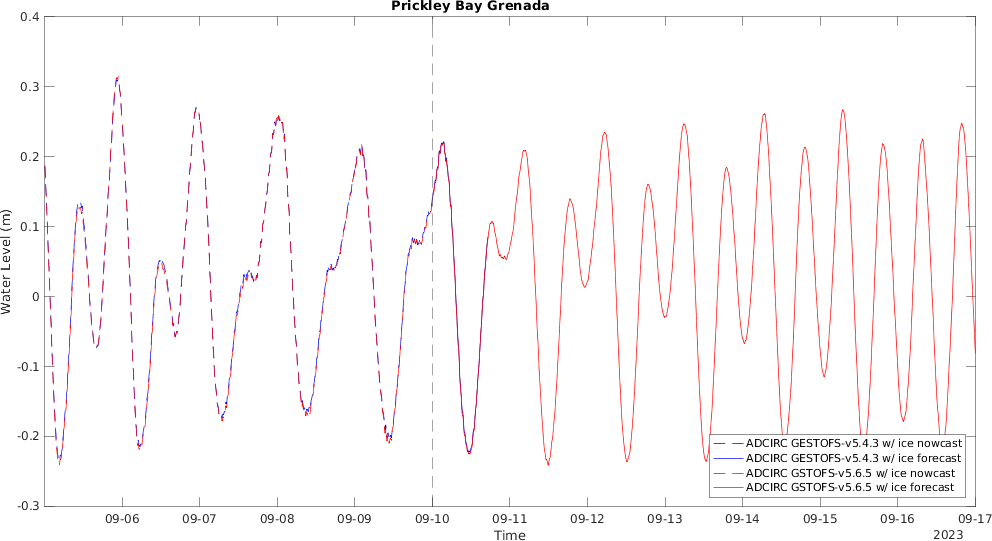 Prickley Bay Grenada
0.4
0.3
0.2
0.1
0
-0.1
-0.2
-0.3
Water Level (m)
ADCIRC GESTOFS-v5.4.3 w/ ice nowcast
ADCIRC GESTOFS-v5.4.3 w/ ice forecast
ADCIRC GSTOFS-v5.6.5 w/ ice nowcast
ADCIRC GSTOFS-v5.6.5 w/ ice forecast
09-06 09-07 09-08 09-09 09-10 09-11 09-12 09-13 09-14 09-15 09-16 09-17
Time
2023